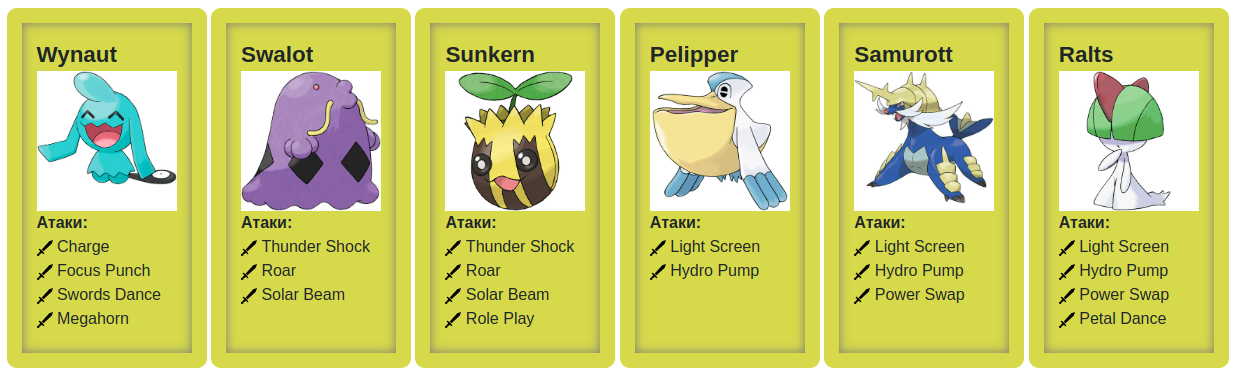 Wynaut
Атаки:
Charge
Focus Punch
Swords Dance
Megahorn
Swalot
Атаки:
Thunder Shock
Roar
Solar Beam
Sunkern
Атаки:
Thunder Shock
Roar
Solar Beam
Role Play
Pelipper
Атаки:
Light Screen
Hydro Pump
Samurott
Атаки:
Light Screen
Hydro Pump
Power Swap
Ralts
Атаки:
Light Screen
Hydro Pump
Power Swap
Petal Dance